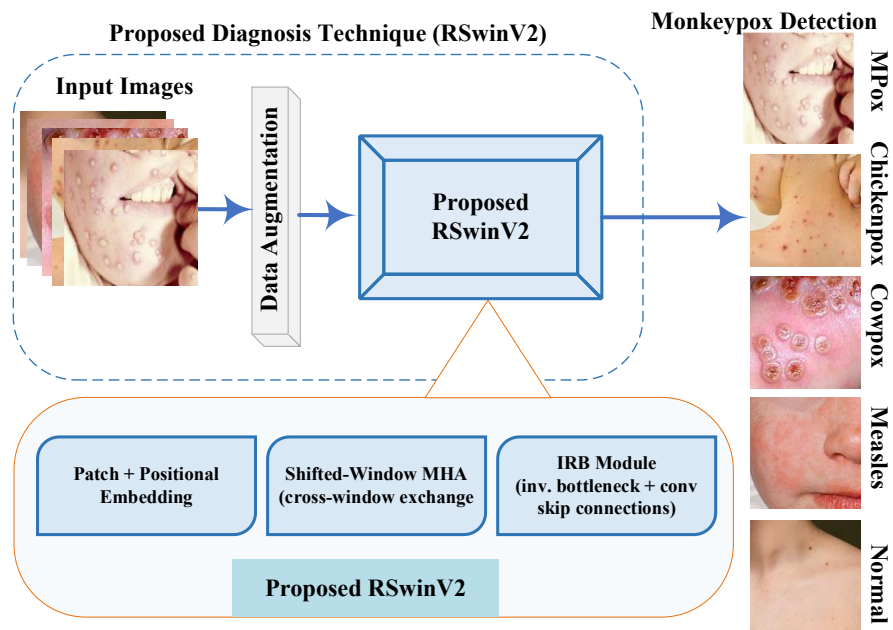 Proposed Diagnosis Technique (RSwinV2)
Monkeypox Detection
Input Images
Data Augmentation
Proposed
RSwinV2
MPox
Chickenpox
Cowpox
Measles
Normal
Patch + Positional
Embedding
Shifted-Window MHA
(cross-window exchange
IRB Module
(inv. bottleneck + conv
skip connections)
Proposed RSwinV2